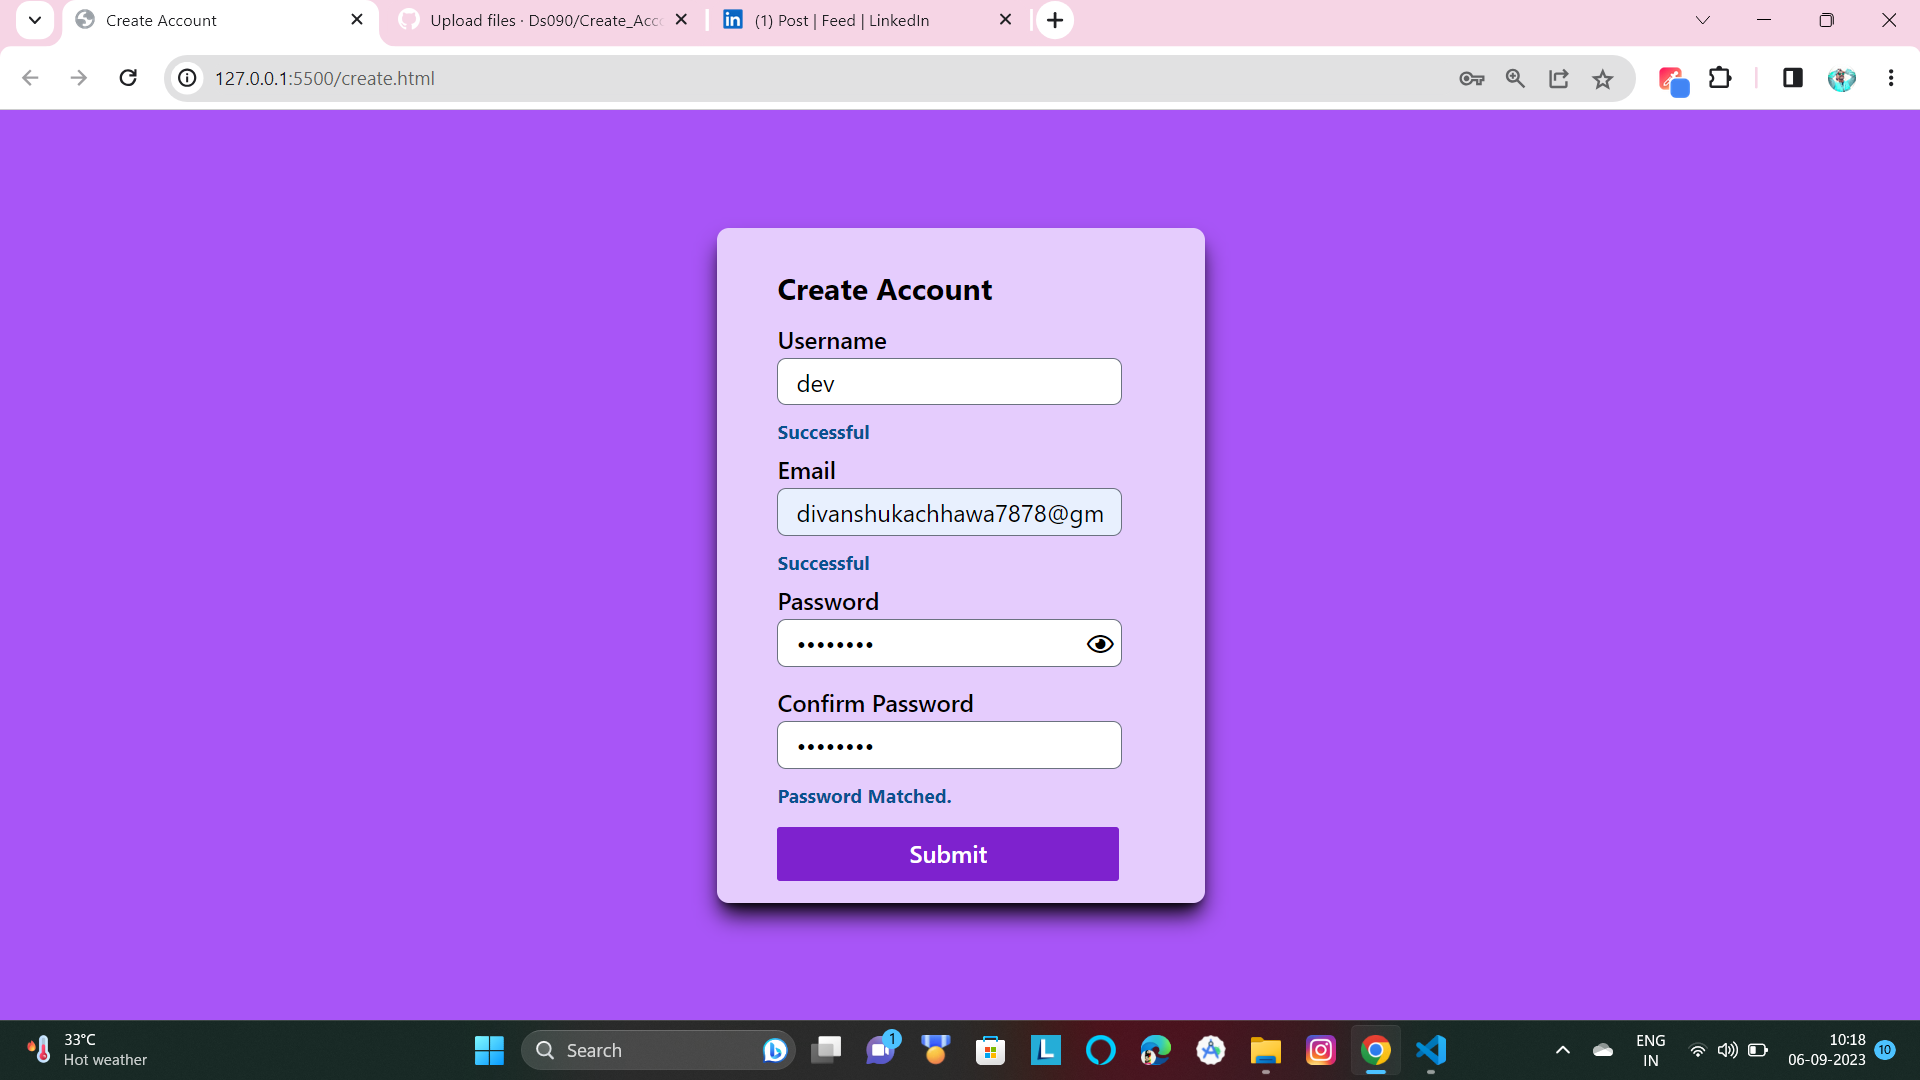 Create Account
Upload files · Ds090/Create_Acc
(1) Post | Feed | LinkedIn
127.0.0.1:5500/create.html
Create Account
Username
dev
Successful
Email
divanshukachhawa7878@gm
Successful
Password
Confirm Password
Password Matched.
Submit
33°C
Hot weather
Search
1
ENG
IN
10:18
06-09-2023
10